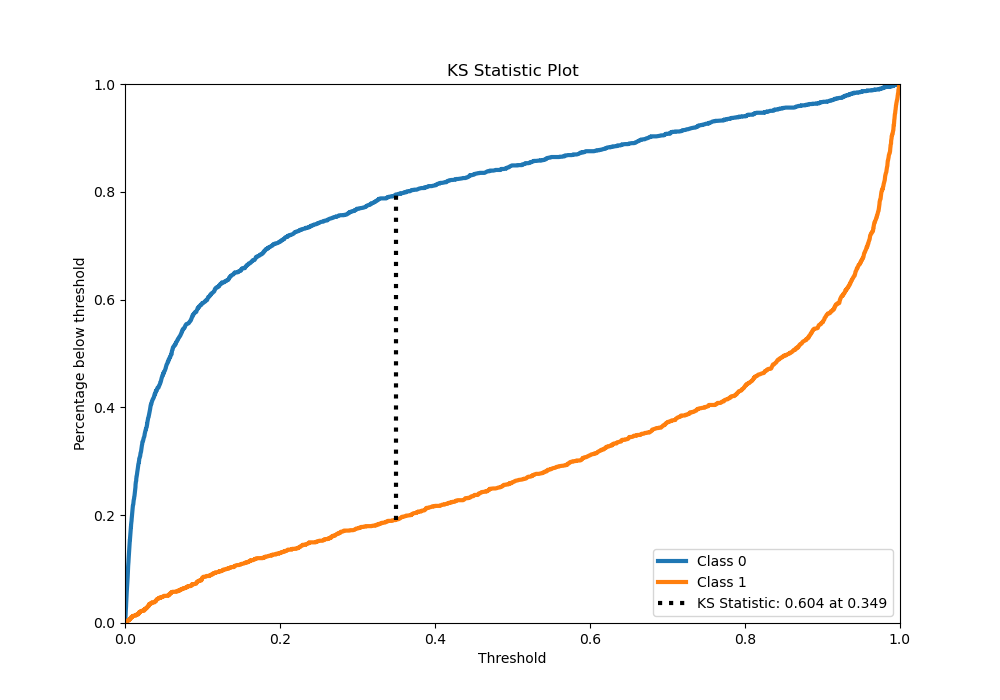 KS Statistic Plot
1.0
0.8
0.6
0.4
0.2
0.0
Percentage below threshold
0.0 0.2 0.4 0.6 0.8 1.0
Threshold
Class 0
Class 1
KS Statistic: 0.604 at 0.349